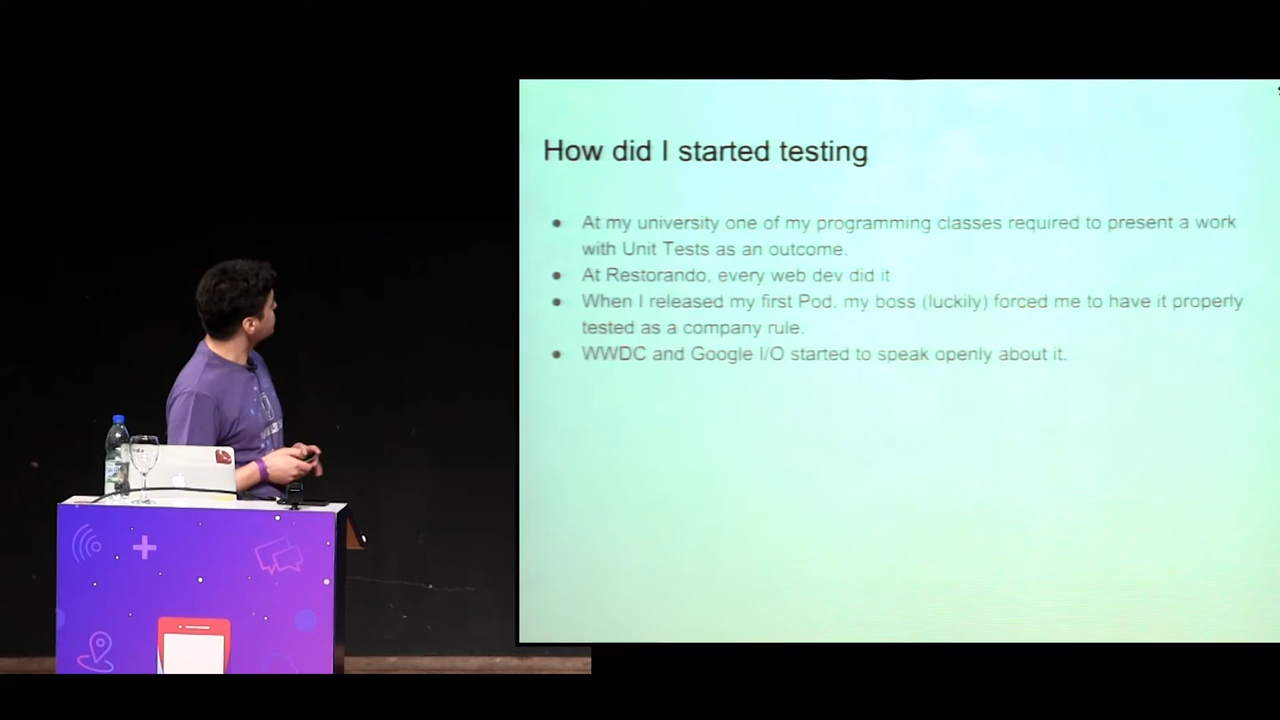 How did I started testing
● At my university one of my programming classes required to present a work
with Unit Tests as an outcome.
● At Restorando, every web dev did it
● When I released my first Pod, my boss (luckily) forced me to have it properly
tested as a company rule.
● WWDC and Google I/O started to speak openly about it.